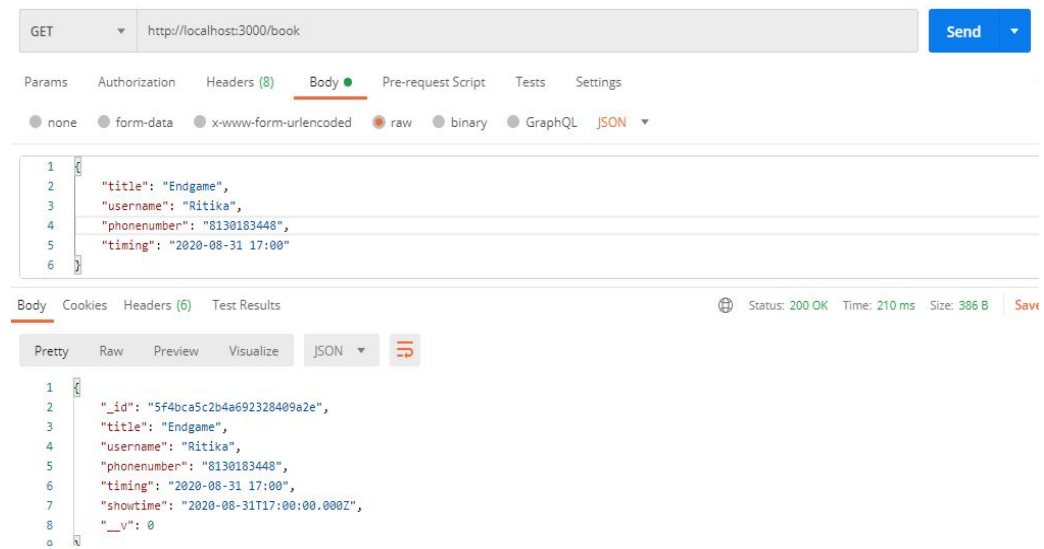 GET http://localhost:3000/book Send
Params Authorization Headers (8) Body Pre-request Script Tests Settings
none form-data x-www-form-urlencoded raw binary GraphQL JSON
1 {
2 "title": "Endgame",
3 "username": "Ritika",
4 "phonenumber": "8130183448",
5 "timing": "2020-08-31 17:00"
6 }
Body Cookies Headers (6) Test Results Status: 200 OK Time: 210 ms Size: 386 B Save
Pretty Raw Preview Visualize JSON
1 {
2 "_id": "5f4bca5c2b4a692328409a2e",
3 "title": "Endgame",
4 "username": "Ritika",
5 "phonenumber": "8130183448",
6 "timing": "2020-08-31 17:00",
7 "showtime": "2020-08-31T17:00:00.000Z",
8 "__v": 0
9 }